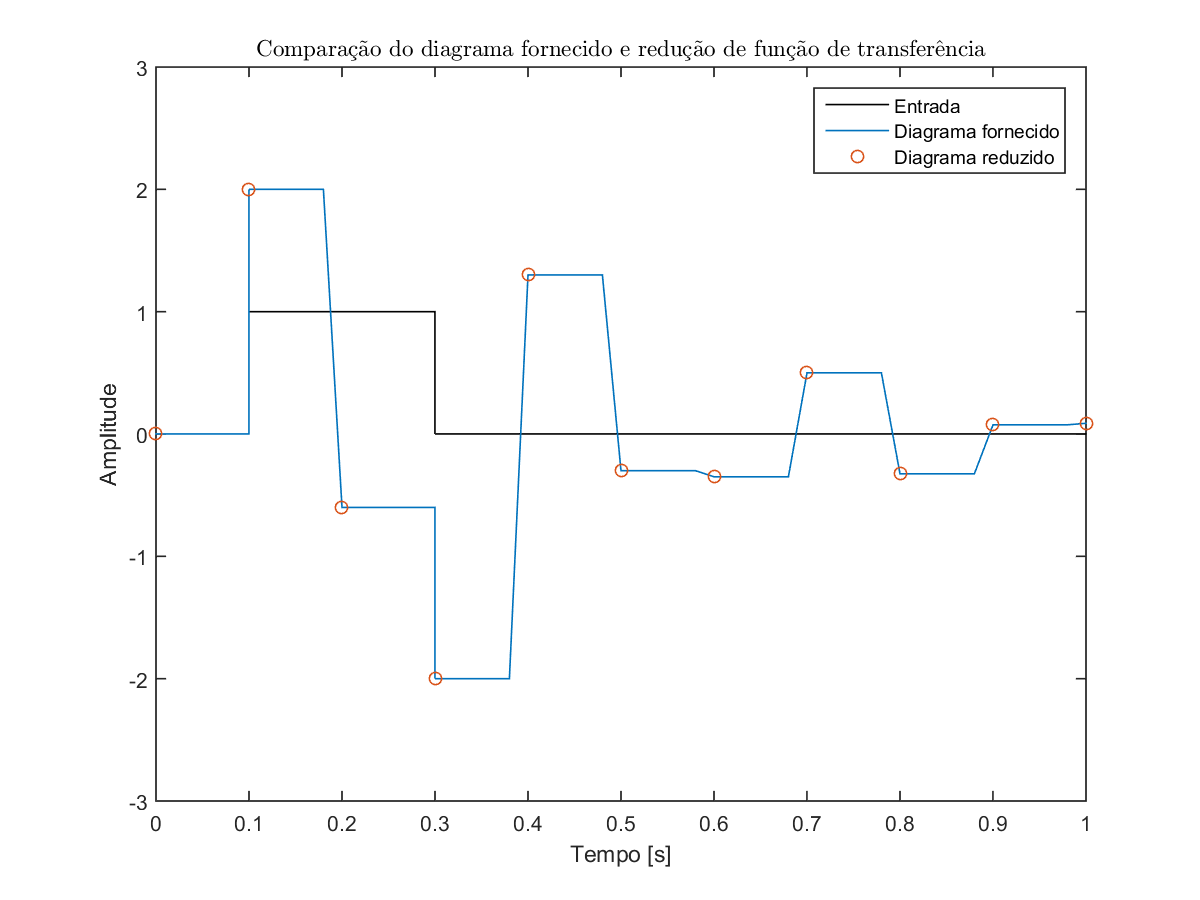 Comparação do diagrama fornecido e redução de função de transferência
Entrada
Diagrama fornecido
Diagrama reduzido
3
2
1
0
-1
-2
-3
Amplitude
0 0.1 0.2 0.3 0.4 0.5 0.6 0.7 0.8 0.9 1
Tempo [s]